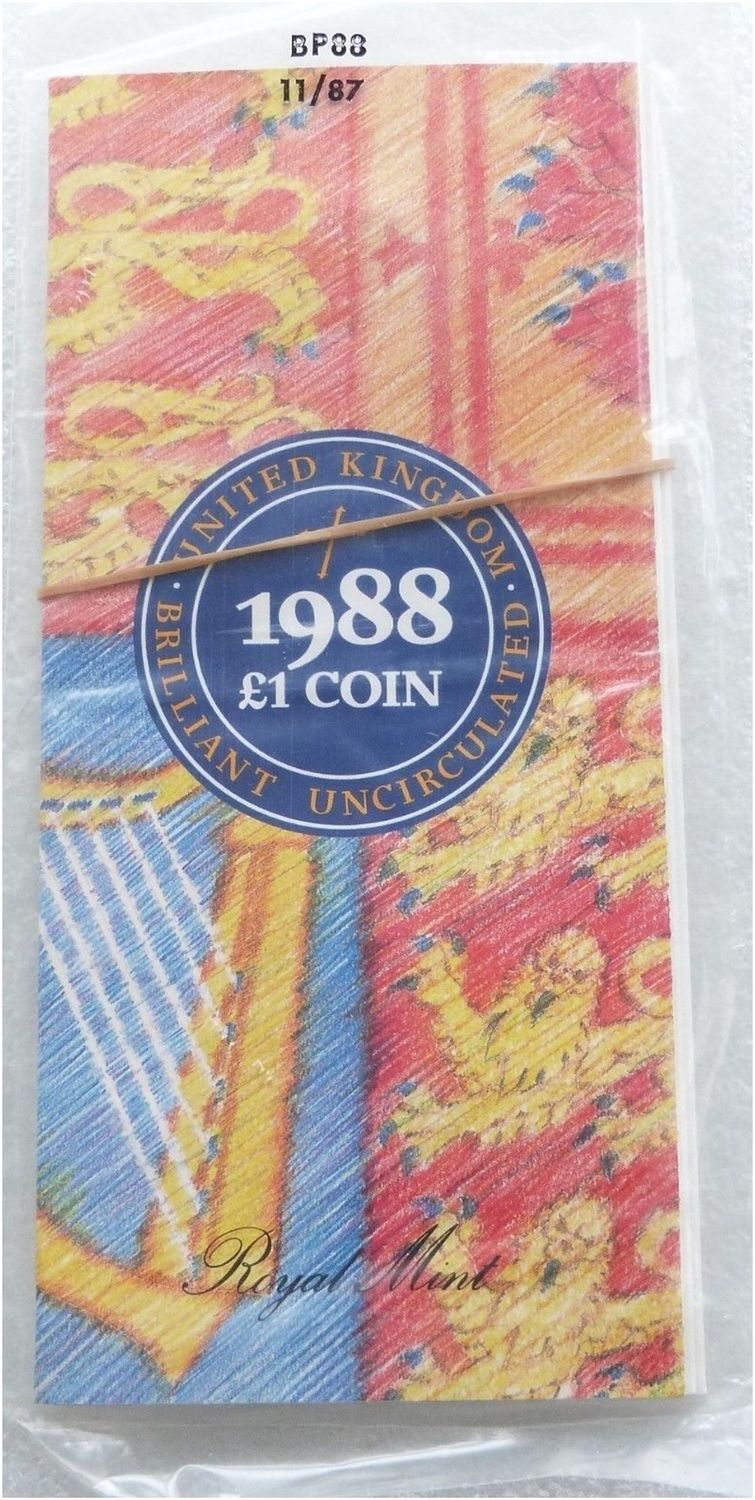 BP88
11/87
UNITED KINGDOM
· BRILLIANT UNCIRCULATED ·
1988
£1 COIN
Royal Mint